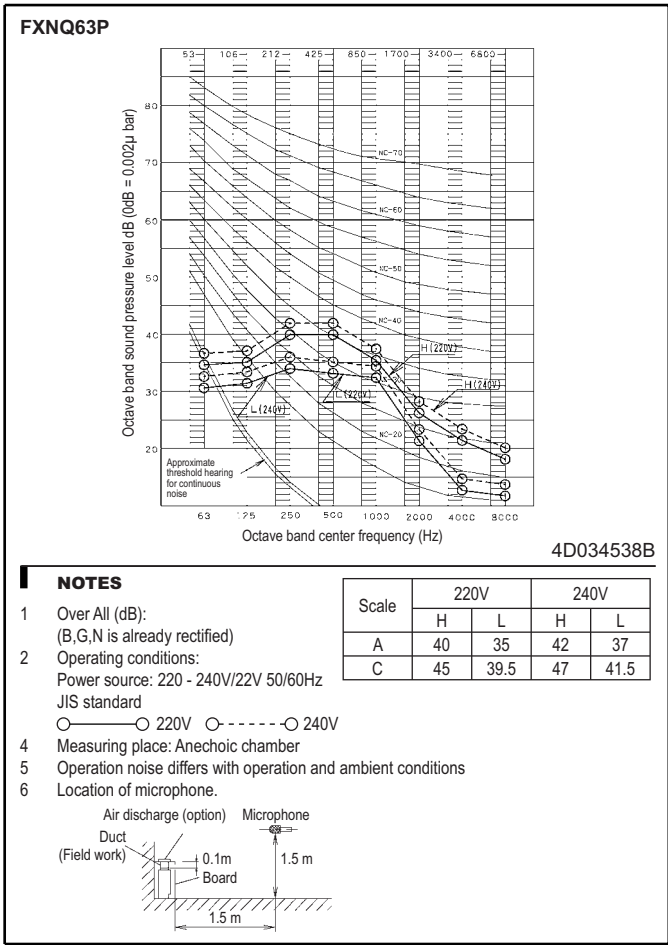 FXNQ63P
53 106 212 425 850 1700 3400 6800
Octave band sound pressure level dB (0dB = 0.002µ bar)
80
70
60
50
40
30
20
NC-70
NC-60
NC-50
NC-40
NC-20
H(220V)
H(240V)
L(240V)
L(220V)
Approximate
threshold hearing
for continuous
noise
63 125 250 500 1000 2000 4000 8000
Octave band center frequency (Hz)
4D034538B
NOTES
1 Over All (dB):
(B,G,N is already rectified)
2 Operating conditions:
Power source: 220 - 240V/22V 50/60Hz
JIS standard
220V 240V
4 Measuring place: Anechoic chamber
5 Operation noise differs with operation and ambient conditions
6 Location of microphone.
Scale 220V 240V
H L H L
A 40 35 42 37
C 45 39.5 47 41.5
Air discharge (option) Microphone
Duct
(Field work)
0.1m
Board
1.5 m
1.5 m